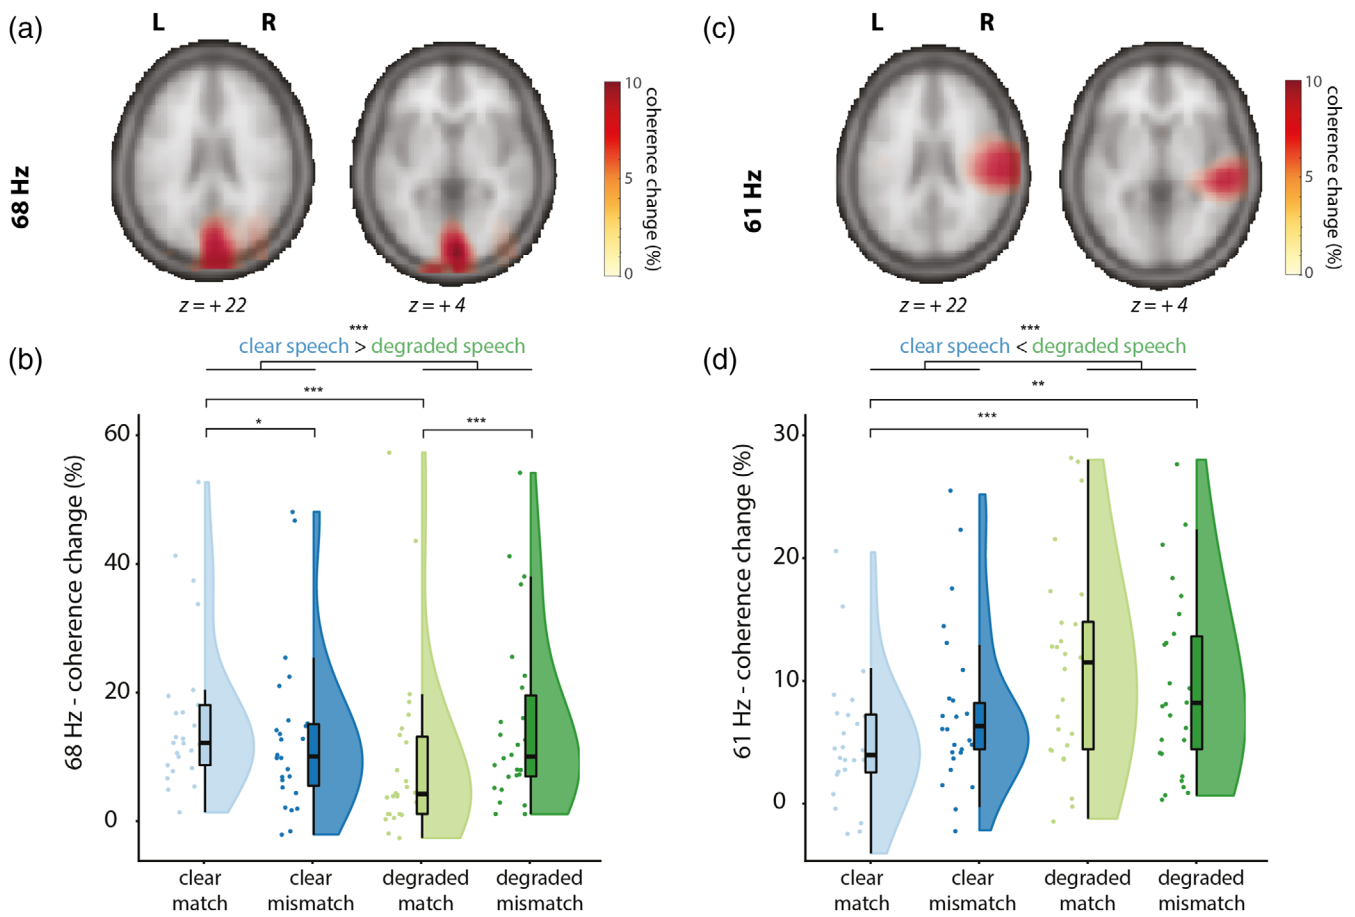 (a)
L R
68 Hz
10
5
0
coherence change (%)
z = + 22
z = + 4
(c)
L R
61 Hz
10
5
0
coherence change (%)
z = + 22
z = + 4
(b)
***
clear speech > degraded speech
***
*
***
68 Hz - coherence change (%)
60
40
20
0
clear
match
clear
mismatch
degraded
match
degraded
mismatch
(d)
***
clear speech < degraded speech
**
***
61 Hz - coherence change (%)
30
20
10
0
clear
match
clear
mismatch
degraded
match
degraded
mismatch